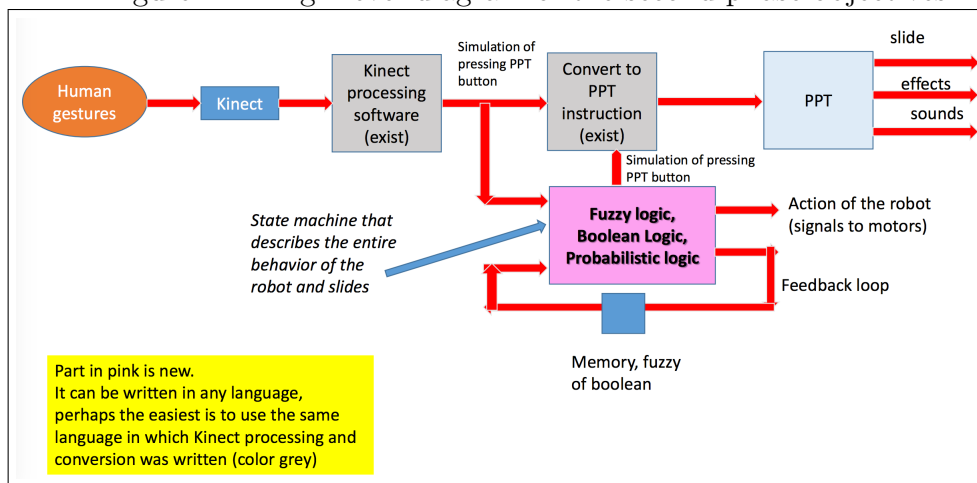 Human
gestures
Kinect
Kinect
processing
software
(exist)
Simulation of
pressing PPT
button
Convert to
PPT
instruction
(exist)
PPT
slide
effects
sounds
Simulation of pressing
PPT button
State machine that
describes the entire
behavior of the
robot and slides
Fuzzy logic,
Boolean Logic,
Probabilistic logic
Action of the robot
(signals to motors)
Feedback loop
Memory, fuzzy
of boolean
Part in pink is new.
It can be written in any language,
perhaps the easiest is to use the same
language in which Kinect processing and
conversion was written (color grey)